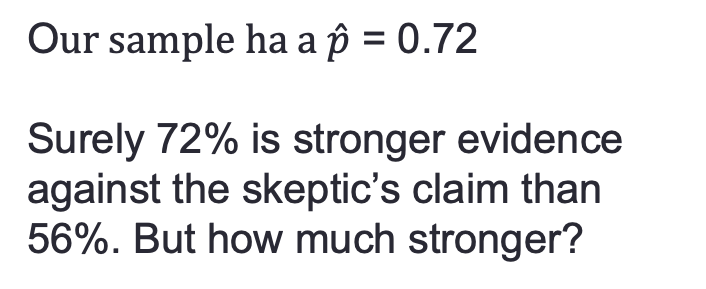 Our sample ha a p̂ = 0.72
Surely 72% is stronger evidence
against the skeptic’s claim than
56%. But how much stronger?